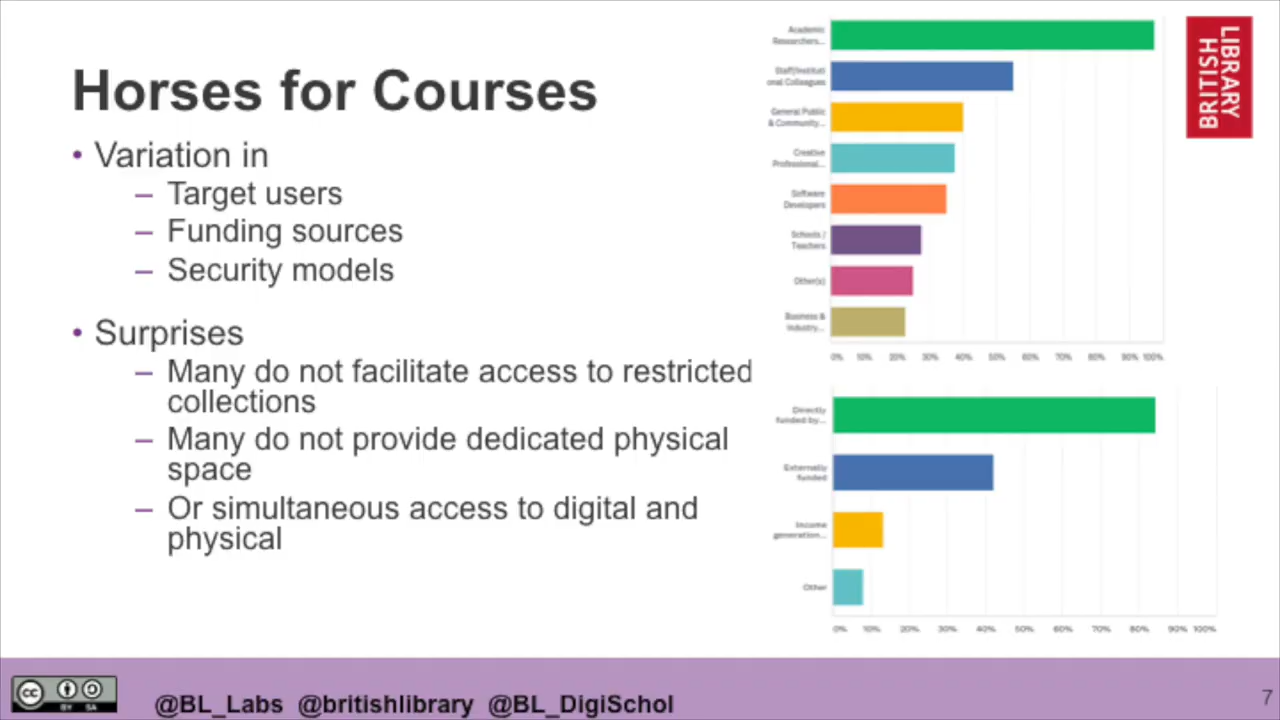 Horses for Courses
• Variation in
– Target users
– Funding sources
– Security models
• Surprises
– Many do not facilitate access to restricted
collections
– Many do not provide dedicated physical
space
– Or simultaneous access to digital and
physical
Academic
Researchers...
Staff/Instituti
onal Colleagues
General Public
& Community...
Creative
Professional...
Software
Developers
Schools /
Teachers
Other(s)
Business &
Industry...
0% 10% 20% 30% 40% 50% 60% 70% 80% 90% 100%
Directly
funded by...
Externally
funded
Income
generation...
Other
0% 10% 20% 30% 40% 50% 60% 70% 80% 90% 100%
LIBRARY
BRITISH
cc BY SA
@BL_Labs @britishlibrary @BL_DigiSchol
7